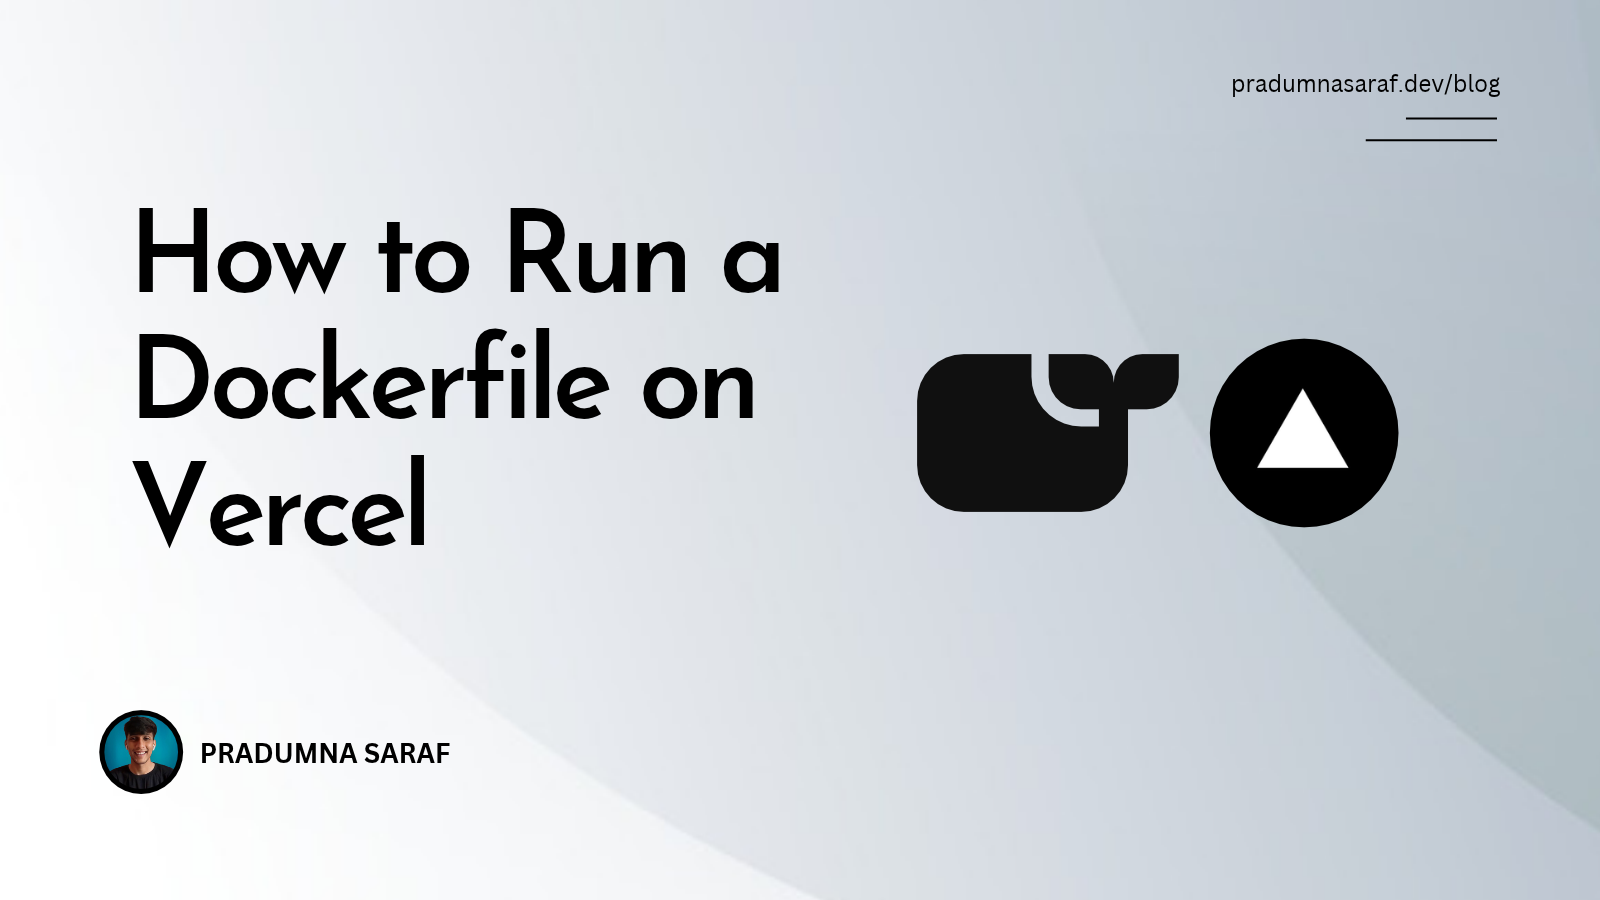 pradumnasaraf.dev/blog
How to Run a
Dockerfile on
Vercel
PRADUMNA SARAF